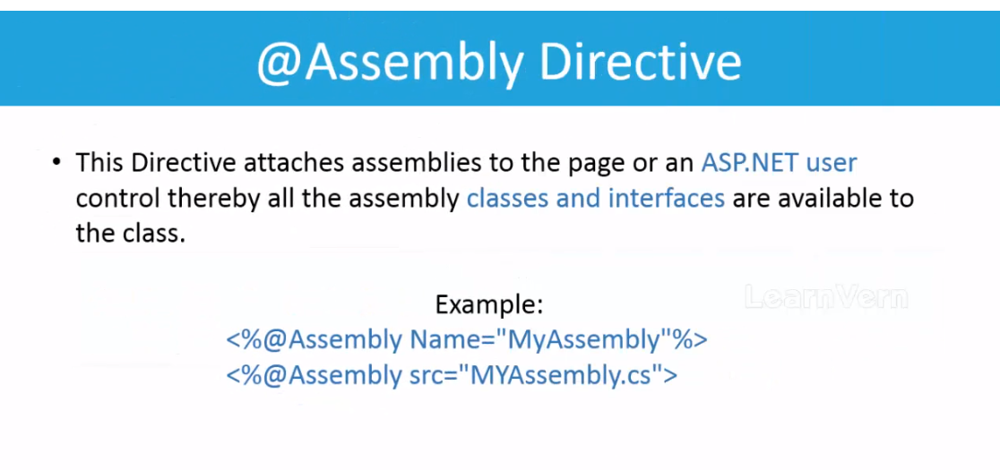 @Assembly Directive
• This Directive attaches assemblies to the page or an ASP.NET user
control thereby all the assembly classes and interfaces are available to
the class.
LearnVern
Example:
<%@Assembly Name="MyAssembly"%>
<%@Assembly src="MYAssembly.cs">